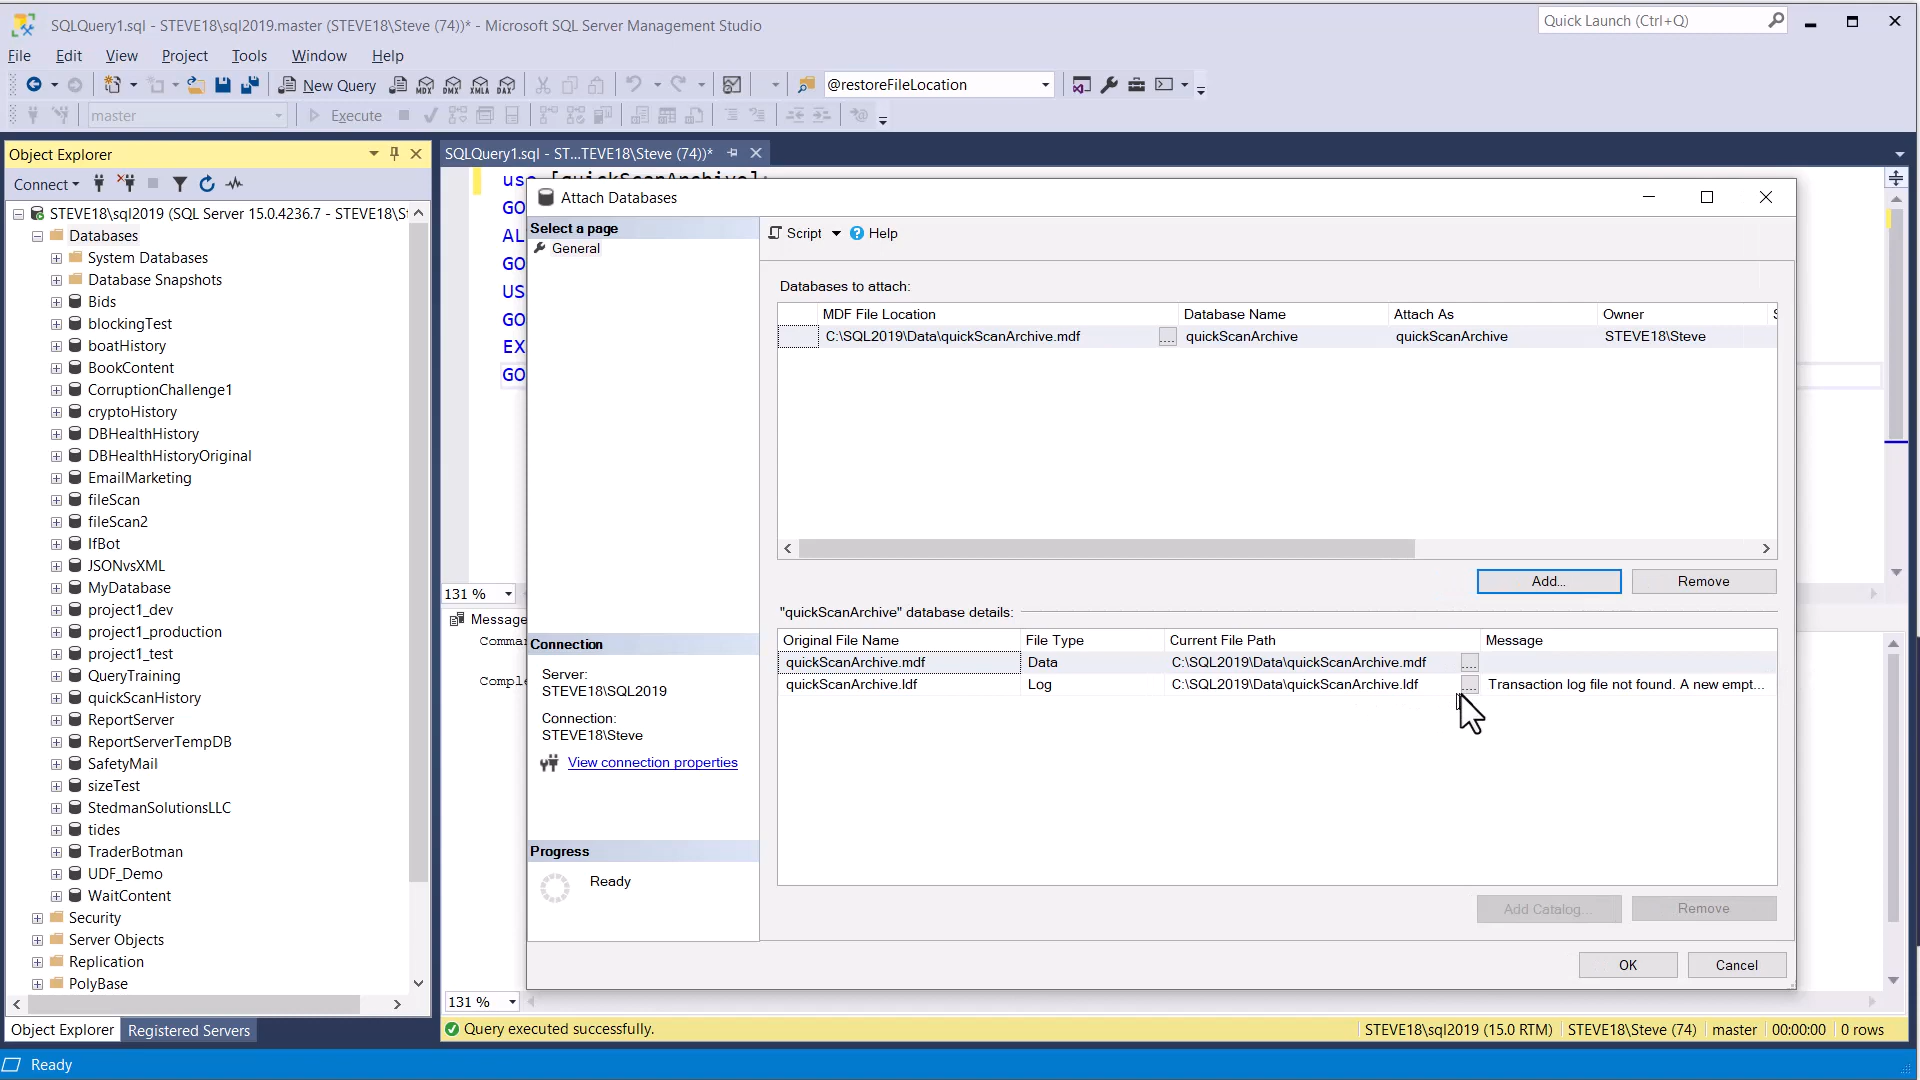 SQLQuery1.sql - STEVE18\sql2019.master (STEVE18\Steve (74))* - Microsoft SQL Server Management Studio
Quick Launch (Ctrl+Q)
File Edit View Project Tools Window Help
New Query MDX DMX XMLA DAX @restoreFileLocation
master Execute
Object Explorer
SQLQuery1.sql - ST...TEVE18\Steve (74))*
Connect
STEVE18\sql2019 (SQL Server 15.0.4236.7 - STEVE18\S
Databases
System Databases
Database Snapshots
Bids
blockingTest
boatHistory
BookContent
CorruptionChallenge1
cryptoHistory
DBHealthHistory
DBHealthHistoryOriginal
EmailMarketing
fileScan
fileScan2
IfBot
JSONvsXML
MyDatabase
project1_dev
project1_production
project1_test
QueryTraining
quickScanHistory
ReportServer
ReportServerTempDB
SafetyMail
sizeTest
StedmanSolutionsLLC
tides
TraderBotman
UDF_Demo
WaitContent
Security
Server Objects
Replication
PolyBase
Object Explorer Registered Servers
use [quickScanArchive];
GO
AL
GO
US
GO
EX
GO
131 %
Message
Comma
Comple
131 %
Attach Databases
Select a page
General
Script Help
Databases to attach:
MDF File Location Database Name Attach As Owner S
C:\SQL2019\Data\quickScanArchive.mdf ... quickScanArchive quickScanArchive STEVE18\Steve
Add... Remove
"quickScanArchive" database details:
Original File Name File Type Current File Path Message
quickScanArchive.mdf Data C:\SQL2019\Data\quickScanArchive.mdf ...
quickScanArchive.ldf Log C:\SQL2019\Data\quickScanArchive.ldf ... Transaction log file not found. A new empt...
Connection
Server:
STEVE18\SQL2019
Connection:
STEVE18\Steve
View connection properties
Progress
Ready
Add Catalog... Remove
OK Cancel
Query executed successfully. STEVE18\sql2019 (15.0 RTM) STEVE18\Steve (74) master 00:00:00 0 rows
Ready